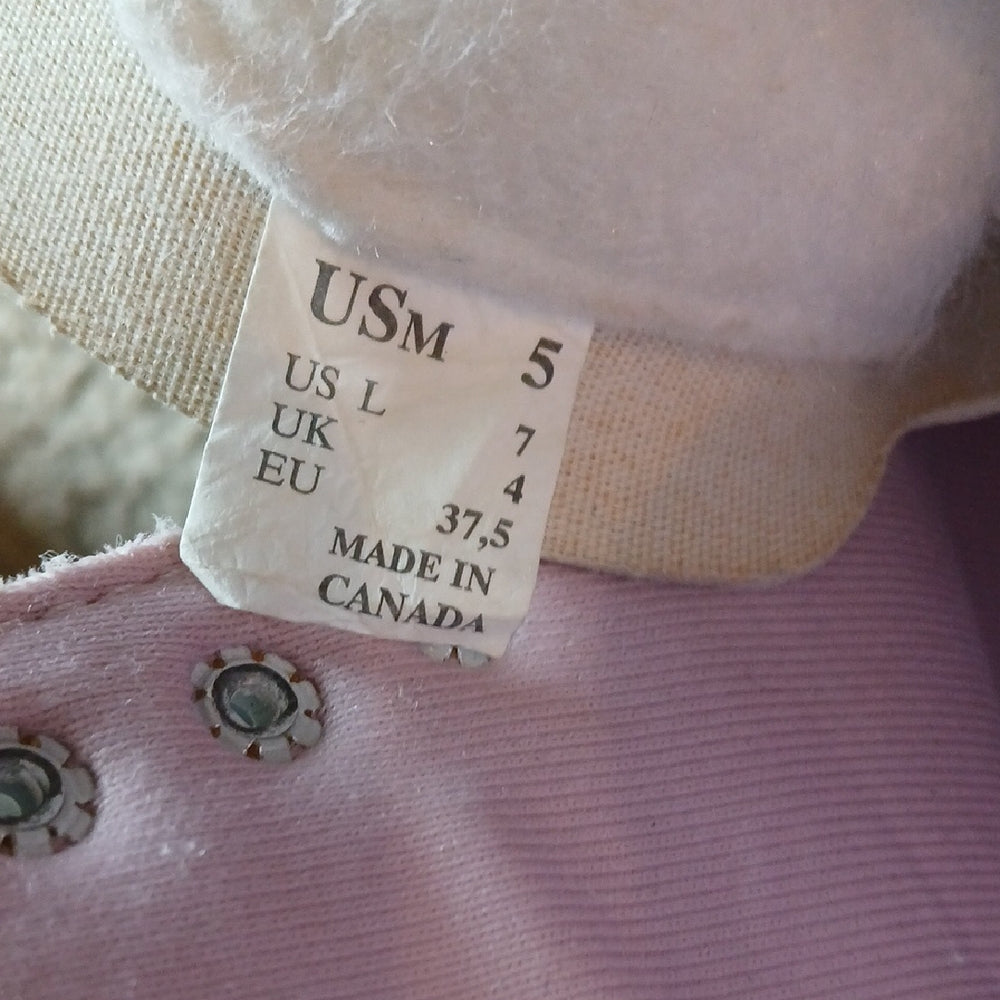 USM 5
US L 7
UK 4
EU 37,5
MADE IN
CANADA